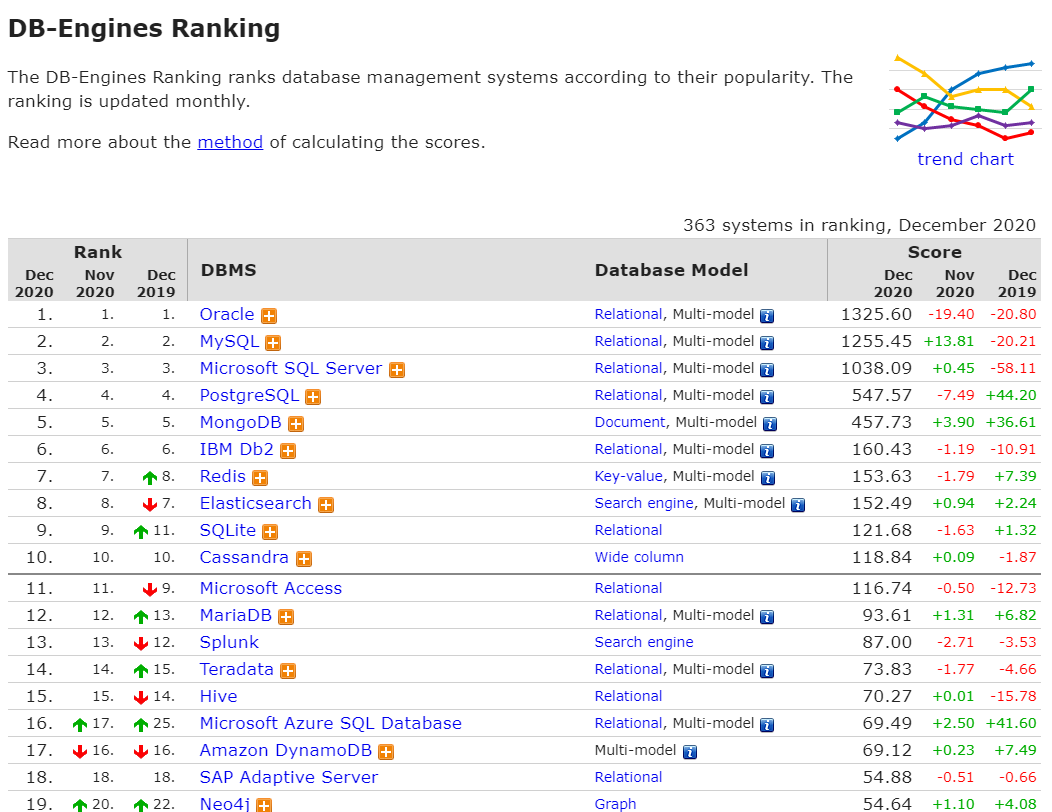 DB-Engines Ranking
The DB-Engines Ranking ranks database management systems according to their popularity. The
ranking is updated monthly.
Read more about the method of calculating the scores.
trend chart
363 systems in ranking, December 2020
Rank DBMS Database Model Score
Dec 2020 Nov 2020 Dec 2019 Dec 2020 Nov 2020 Dec 2019
1. 1. 1. Oracle Relational, Multi-model 1325.60 -19.40 -20.80
2. 2. 2. MySQL Relational, Multi-model 1255.45 +13.81 -20.21
3. 3. 3. Microsoft SQL Server Relational, Multi-model 1038.09 +0.45 -58.11
4. 4. 4. PostgreSQL Relational, Multi-model 547.57 -7.49 +44.20
5. 5. 5. MongoDB Document, Multi-model 457.73 +3.90 +36.61
6. 6. 6. IBM Db2 Relational, Multi-model 160.43 -1.19 -10.91
7. 7. 8. Redis Key-value, Multi-model 153.63 -1.79 +7.39
8. 8. 7. Elasticsearch Search engine, Multi-model 152.49 +0.94 +2.24
9. 9. 11. SQLite Relational 121.68 -1.63 +1.32
10. 10. 10. Cassandra Wide column 118.84 +0.09 -1.87
11. 11. 9. Microsoft Access Relational 116.74 -0.50 -12.73
12. 12. 13. MariaDB Relational, Multi-model 93.61 +1.31 +6.82
13. 13. 12. Splunk Search engine 87.00 -2.71 -3.53
14. 14. 15. Teradata Relational, Multi-model 73.83 -1.77 -4.66
15. 15. 14. Hive Relational 70.27 +0.01 -15.78
16. 17. 25. Microsoft Azure SQL Database Relational, Multi-model 69.49 +2.50 +41.60
17. 16. 16. Amazon DynamoDB Multi-model 69.12 +0.23 +7.49
18. 18. 18. SAP Adaptive Server Relational 54.88 -0.51 -0.66
19. 20. 22. Neo4j Graph 54.64 +1.10 +4.08